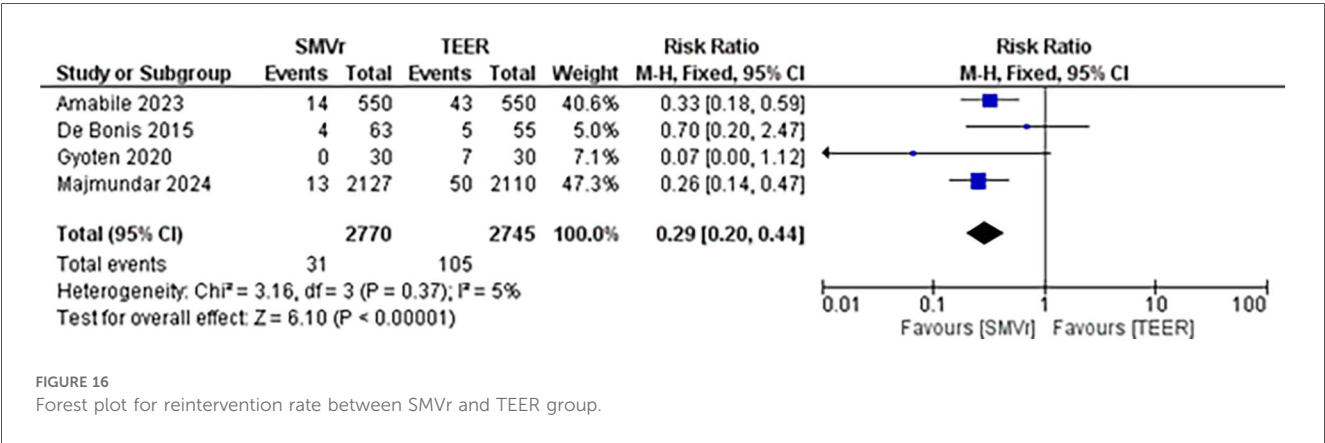 SMVr TEER Risk Ratio Risk Ratio
Study or Subgroup Events Total Events Total Weight M-H, Fixed, 95% CI M-H, Fixed, 95% CI
Amabile 2023 14 550 43 550 40.6% 0.33 [0.18, 0.59]
De Bonis 2015 4 63 5 55 5.0% 0.70 [0.20, 2.47]
Gyoten 2020 0 30 7 30 7.1% 0.07 [0.00, 1.12]
Majmundar 2024 13 2127 50 2110 47.3% 0.26 [0.14, 0.47]
Total (95% CI) 2770 2745 100.0% 0.29 [0.20, 0.44]
Total events 31 105
Heterogeneity: Chi² = 3.16, df = 3 (P = 0.37); I² = 5%
Test for overall effect: Z = 6.10 (P < 0.00001)
0.01 0.1 1 10 100
Favours [SMVr] Favours [TEER]
FIGURE 16
Forest plot for reintervention rate between SMVr and TEER group.